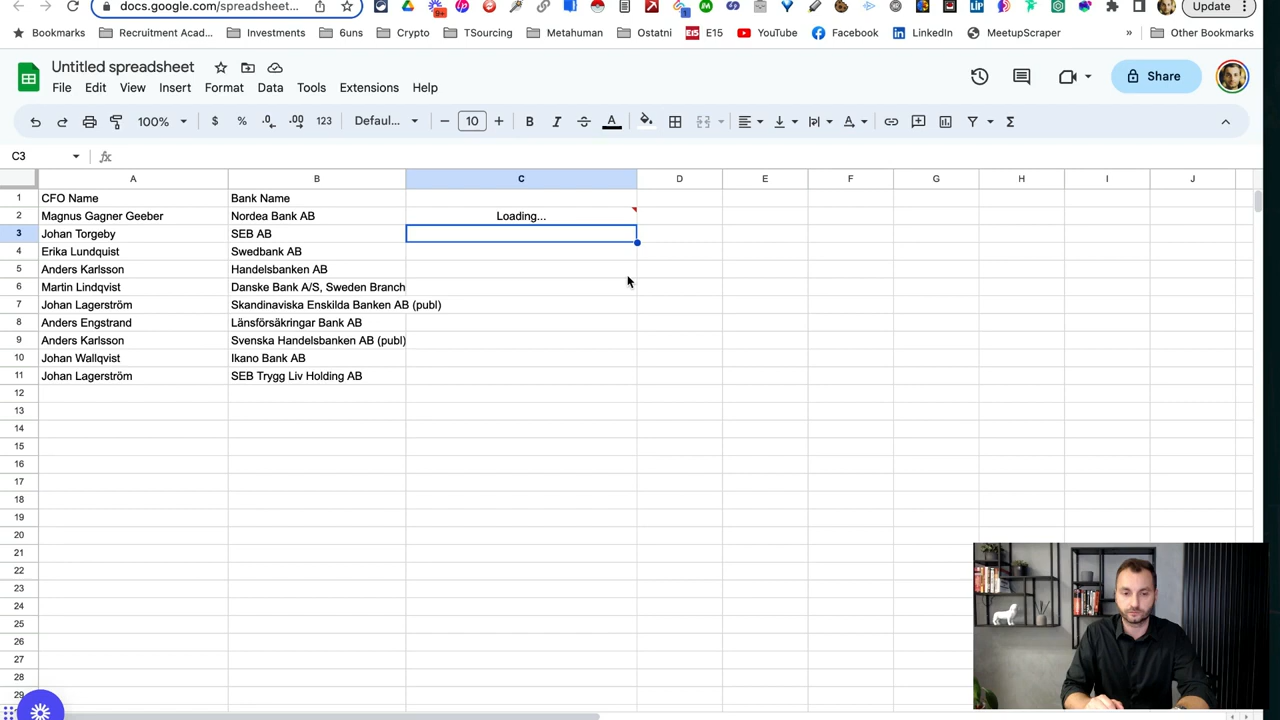 docs.google.com/spreadsheet...
9+
1
Update
Bookmarks
Recruitment Acad...
Investments
6uns
Crypto
TSourcing
Metahuman
Ostatni
E15
YouTube
Facebook
LinkedIn
MeetupScraper
»
Other Bookmarks
Untitled spreadsheet
Share
File Edit View Insert Format Data Tools Extensions Help
100% $ % .0 .00 123 Defaul... − 10 + B I S A Σ
C3 fx
A B C D E F G H I J
1 CFO Name Bank Name
2 Magnus Gagner Geeber Nordea Bank AB Loading...
3 Johan Torgeby SEB AB
4 Erika Lundquist Swedbank AB
5 Anders Karlsson Handelsbanken AB
6 Martin Lindqvist Danske Bank A/S, Sweden Branch
7 Johan Lagerström Skandinaviska Enskilda Banken AB (publ)
8 Anders Engstrand Länsförsäkringar Bank AB
9 Anders Karlsson Svenska Handelsbanken AB (publ)
10 Johan Wallqvist Ikano Bank AB
11 Johan Lagerström SEB Trygg Liv Holding AB
12
13
14
15
16
17
18
19
20
21
22
23
24
25
26
27
28
29